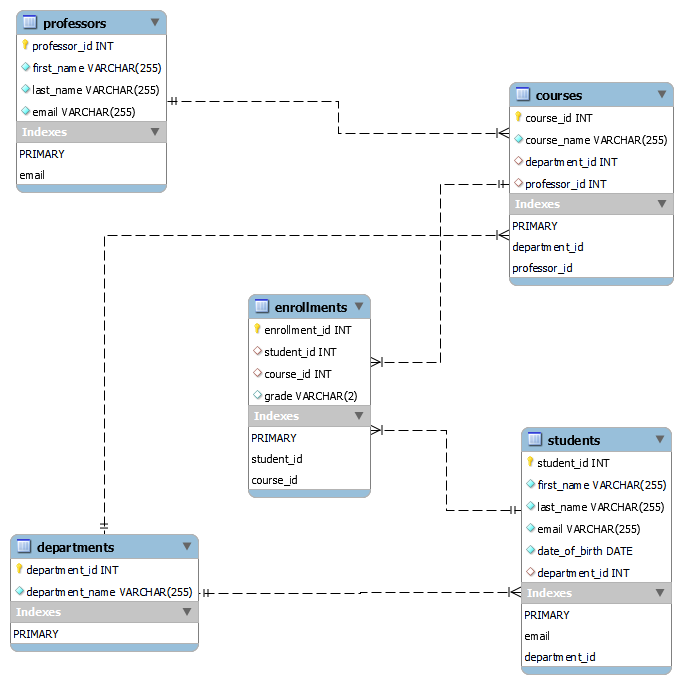 professors
professor_id INT
first_name VARCHAR(255)
last_name VARCHAR(255)
email VARCHAR(255)
Indexes
PRIMARY
email
courses
course_id INT
course_name VARCHAR(255)
department_id INT
professor_id INT
Indexes
PRIMARY
department_id
professor_id
enrollments
enrollment_id INT
student_id INT
course_id INT
grade VARCHAR(2)
Indexes
PRIMARY
student_id
course_id
students
student_id INT
first_name VARCHAR(255)
last_name VARCHAR(255)
email VARCHAR(255)
date_of_birth DATE
department_id INT
Indexes
PRIMARY
email
department_id
departments
department_id INT
department_name VARCHAR(255)
Indexes
PRIMARY